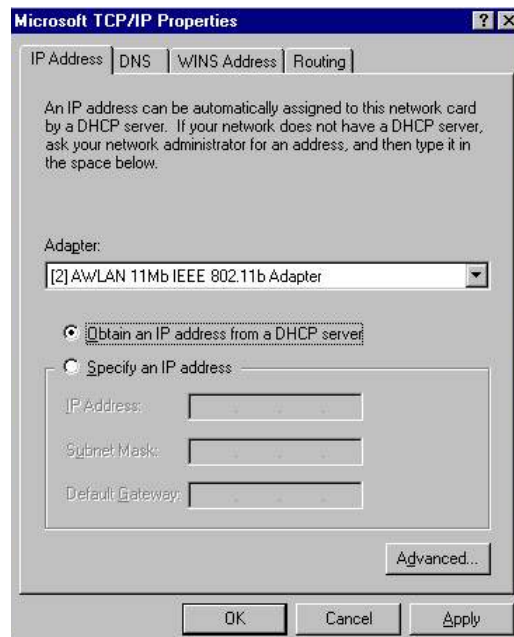 Microsoft TCP/IP Properties
IP Address DNS WINS Address Routing
An IP address can be automatically assigned to this network card
by a DHCP server. If your network does not have a DHCP server,
ask your network administrator for an address, and then type it in
the space below.
Adapter:
[2] AWLAN 11Mb IEEE 802.11b Adapter
Obtain an IP address from a DHCP server
Specify an IP address
IP Address:
Subnet Mask:
Default Gateway:
Advanced...
OK Cancel Apply